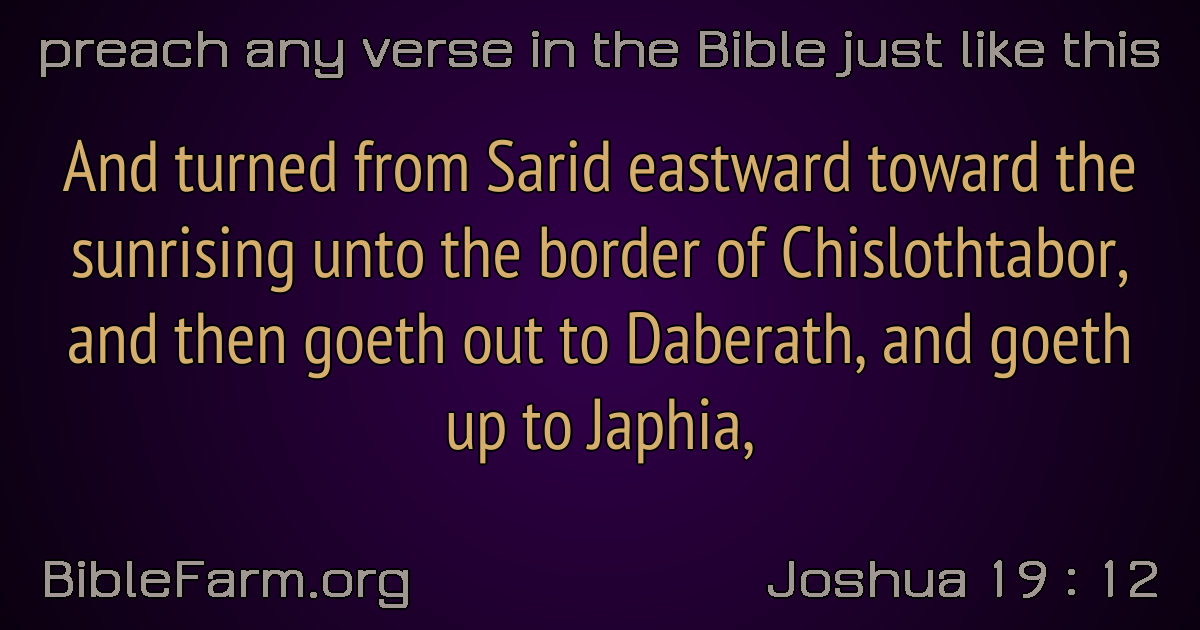 preach any verse in the Bible just like this
And turned from Sarid eastward toward the
sunrising unto the border of Chislothtabor,
and then goeth out to Daberath, and goeth
up to Japhia,
BibleFarm.org
Joshua 19 : 12